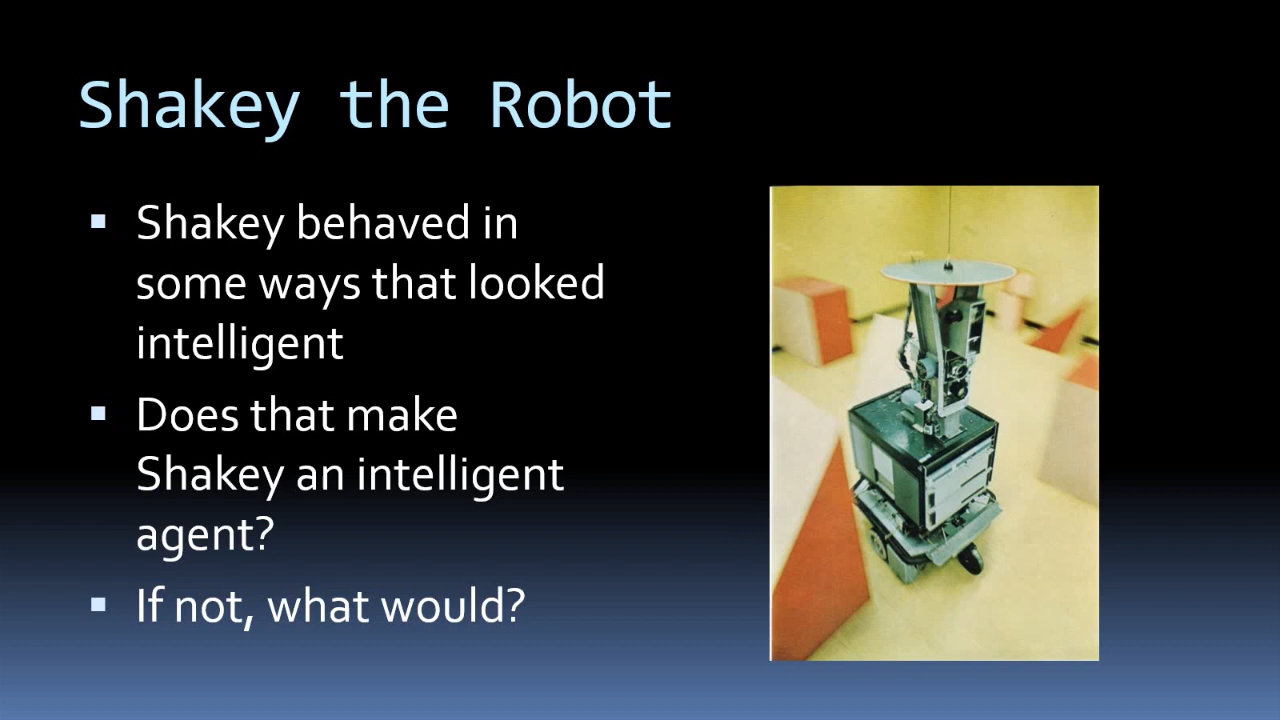 Shakey the Robot
▪ Shakey behaved in
some ways that looked
intelligent
▪ Does that make
Shakey an intelligent
agent?
▪ If not, what would?